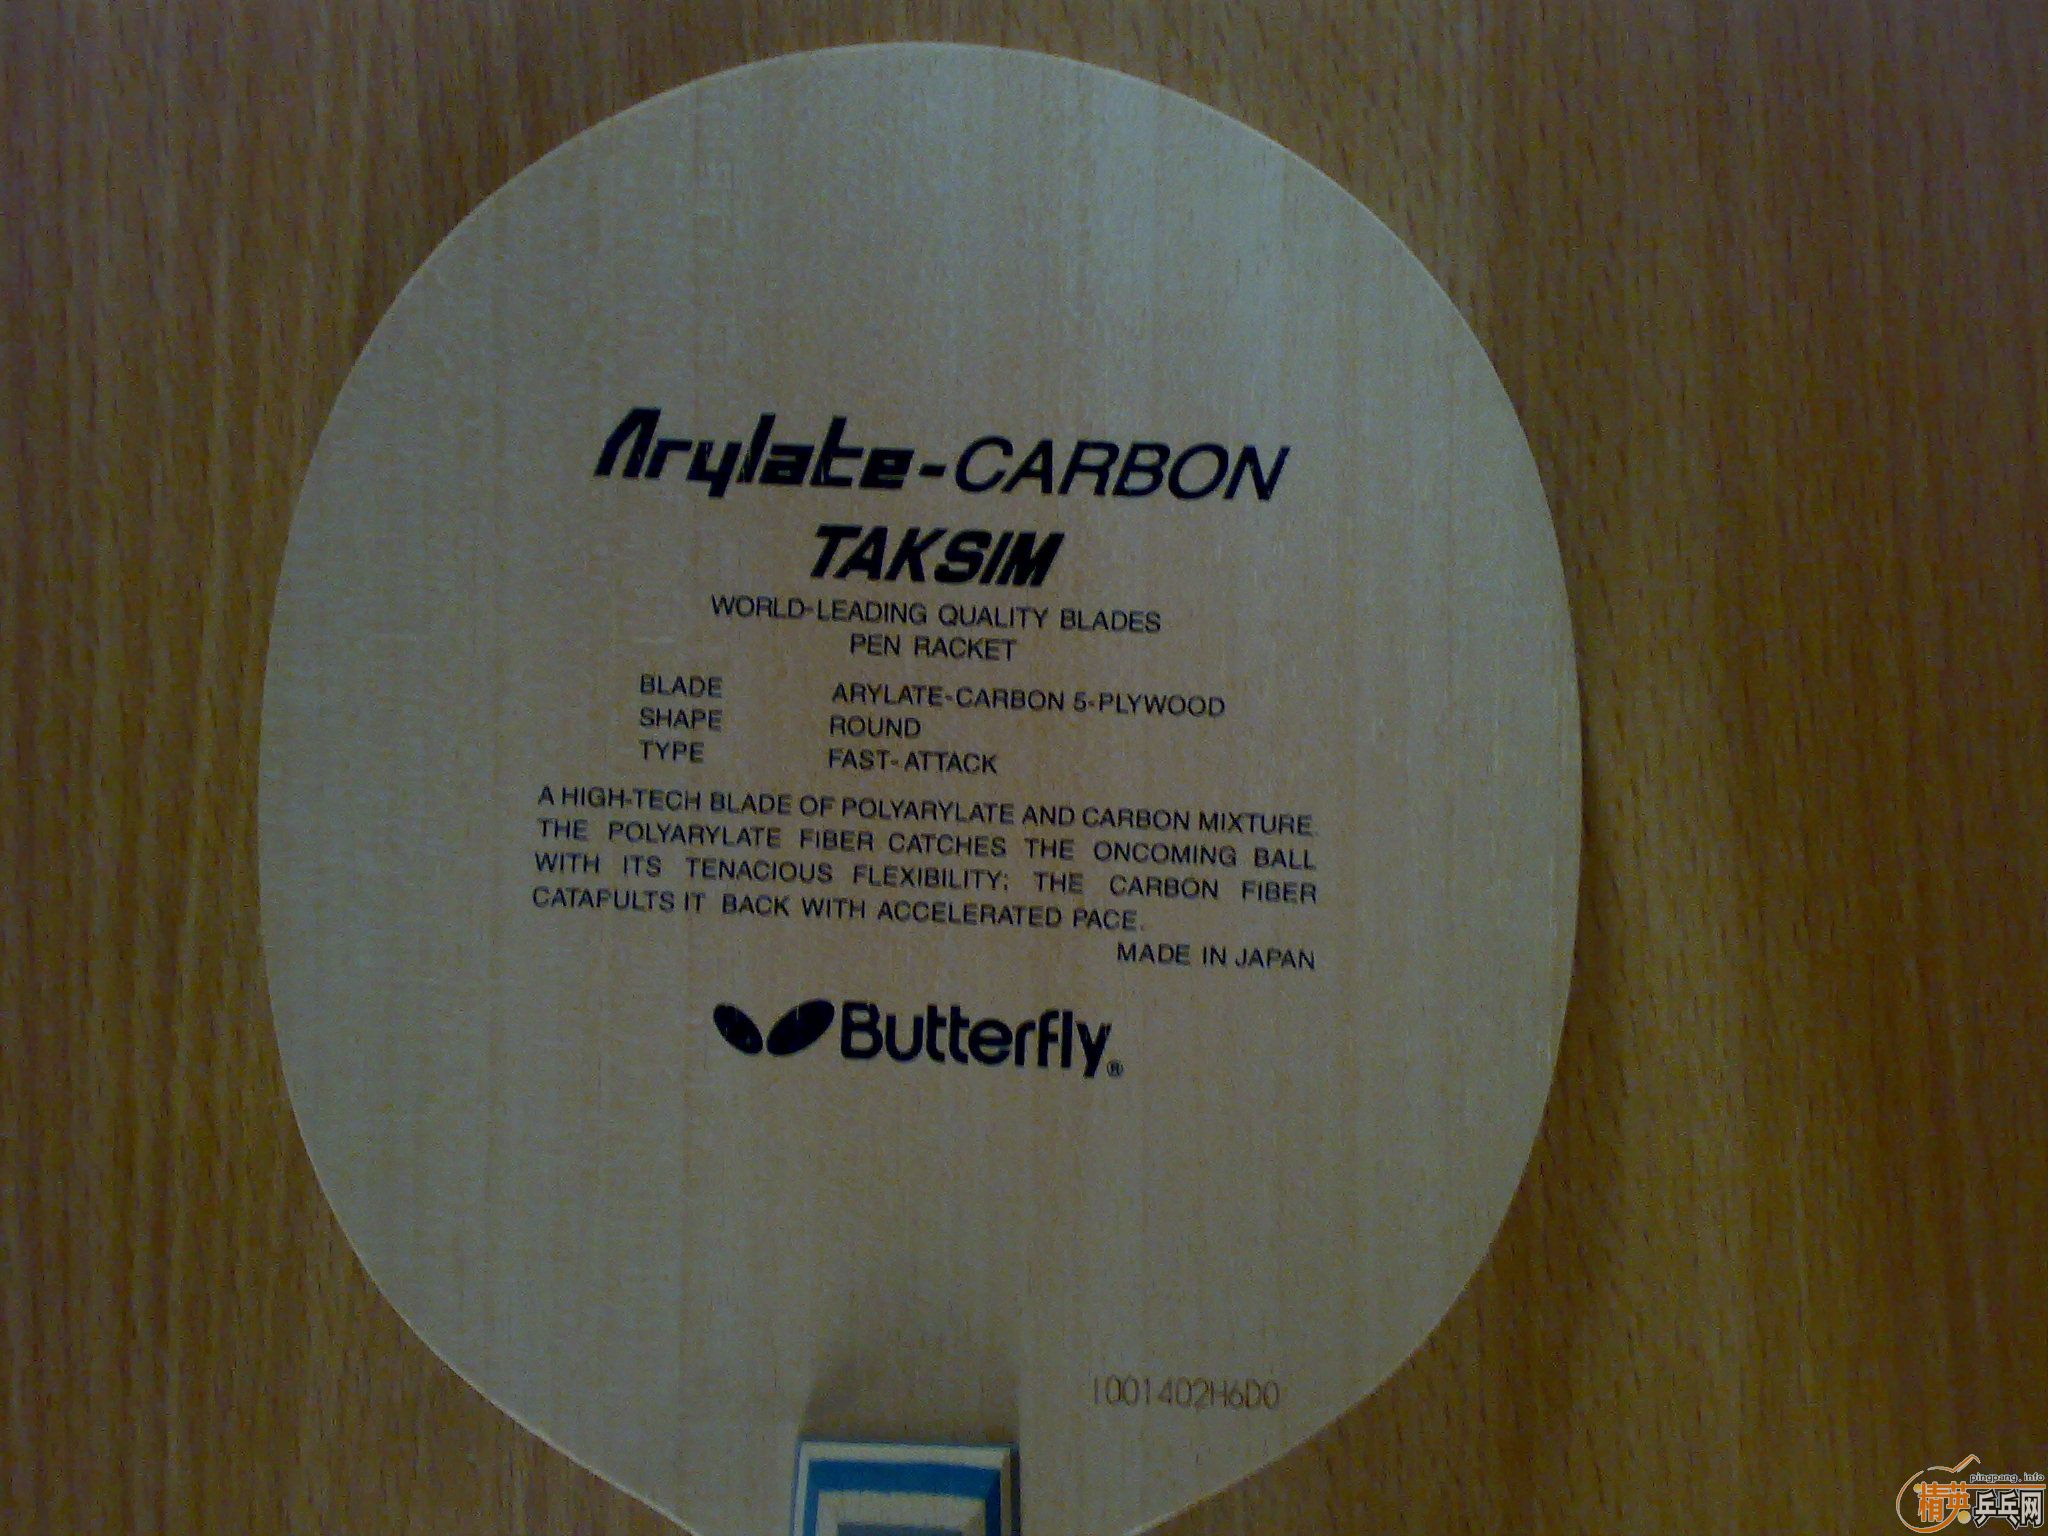 Arylate-CARBON
TAKSIM
WORLD-LEADING QUALITY BLADES
PEN RACKET
BLADE ARYLATE-CARBON 5-PLYWOOD
SHAPE ROUND
TYPE FAST-ATTACK
A HIGH-TECH BLADE OF POLYARYLATE AND CARBON MIXTURE.
THE POLYARYLATE FIBER CATCHES THE ONCOMING BALL
WITH ITS TENACIOUS FLEXIBILITY; THE CARBON FIBER
CATAPULTS IT BACK WITH ACCELERATED PACE.
MADE IN JAPAN
Butterfly®
1001402H6D0
pingpang.info
精英乒乓网